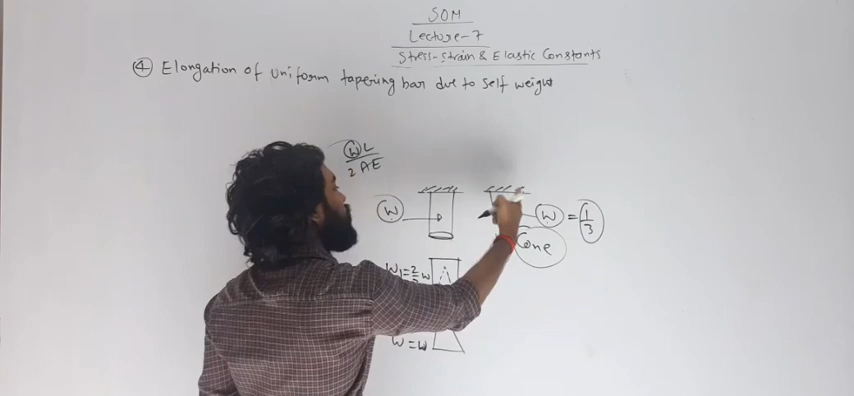 SOM
Lecture-7
Stress-Strain & Elastic Constants
④ Elongation of Uniform tapering bar due to Self weight
WL
2AE
W
W = 1/3
Cone
W₁ = 2/3 W
W = W